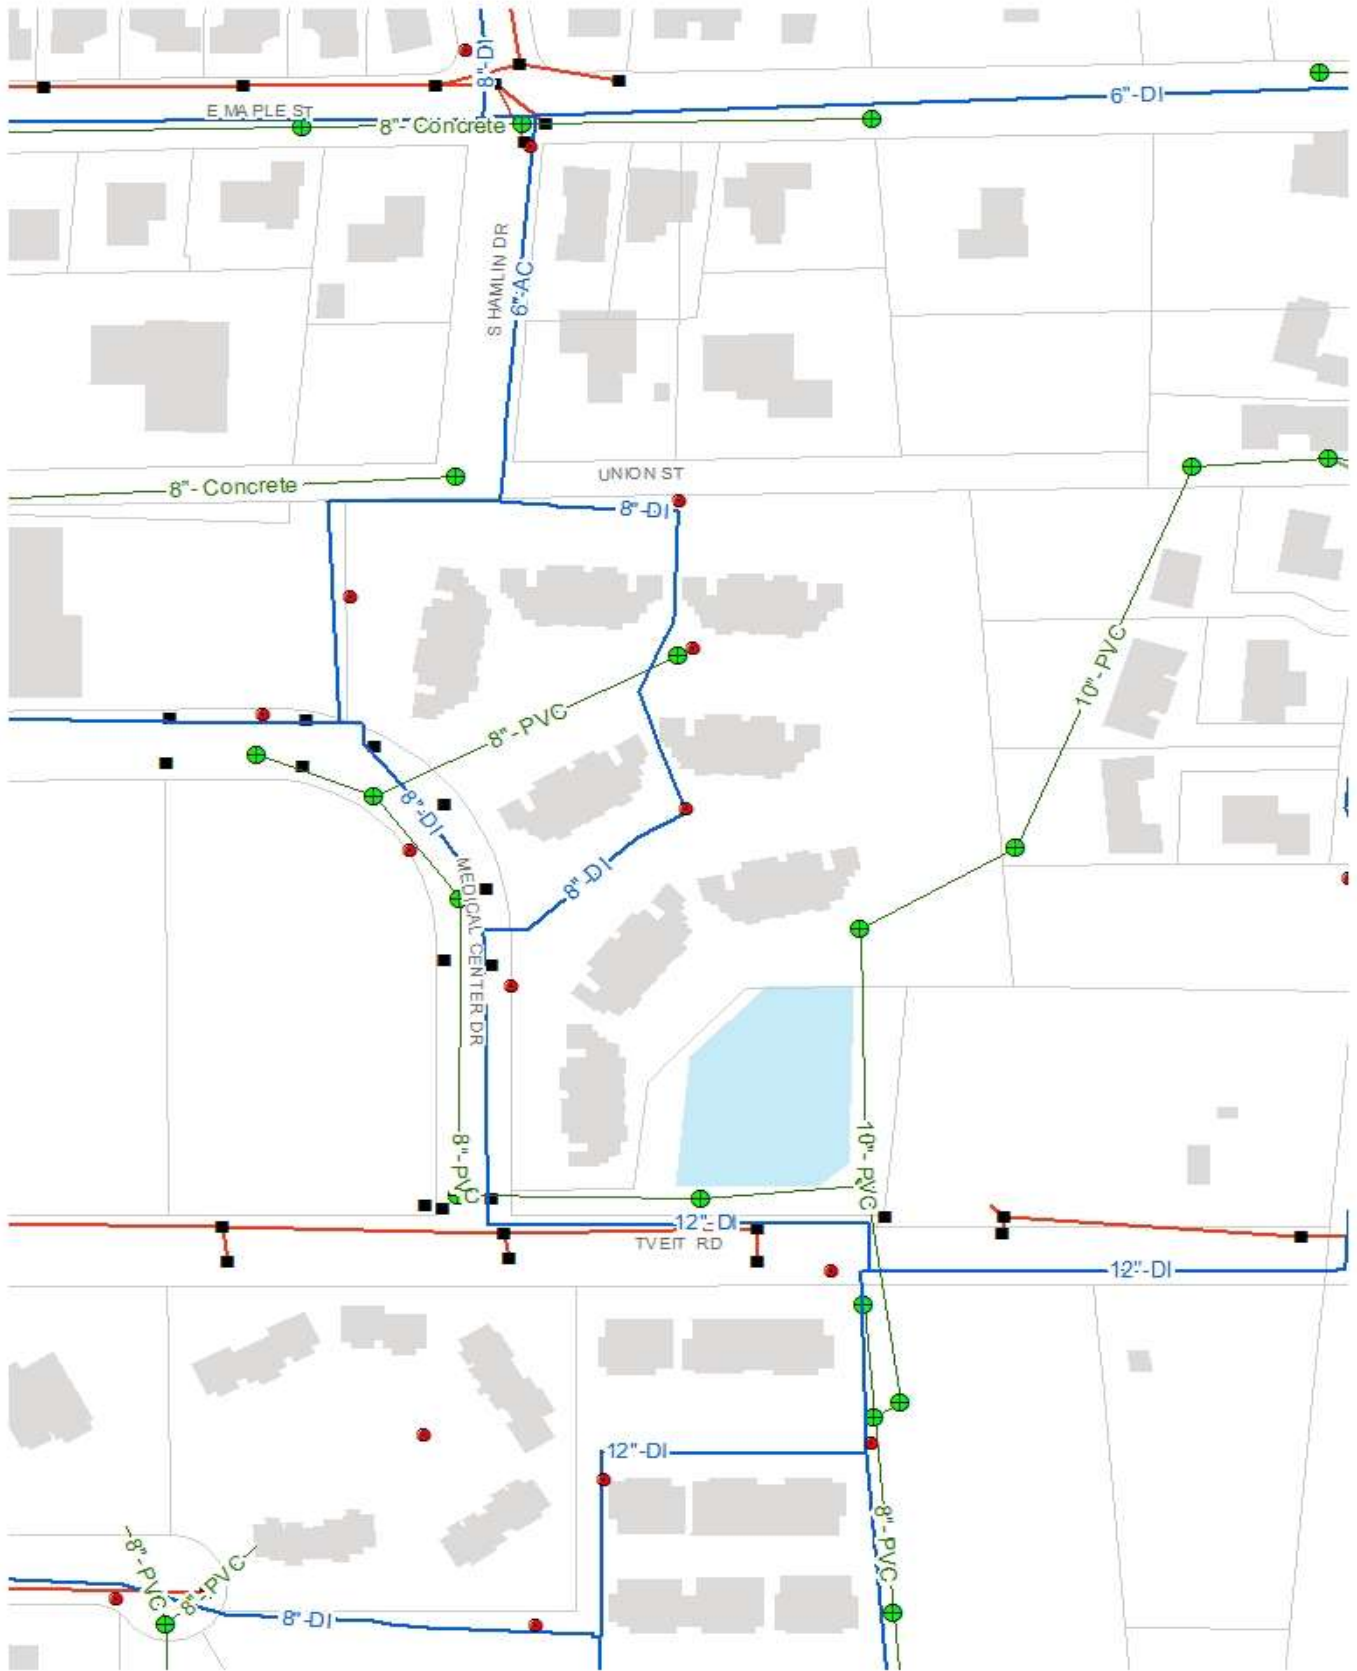 8"-DI
6"-DI
E MAPLE ST
8"- Concrete
S HAMLIN DR
6"-AC
UNION ST
8"- Concrete
8"-DI
10"-PVC
8"-PVC
8"-DI
8"-DI
MEDICAL CENTER DR
8"-PVC
10"-PVC
12"-DI
TVEIT RD
12"-DI
12"-DI
8"-PVC
8"-PVC
8"-PVC
8"-DI